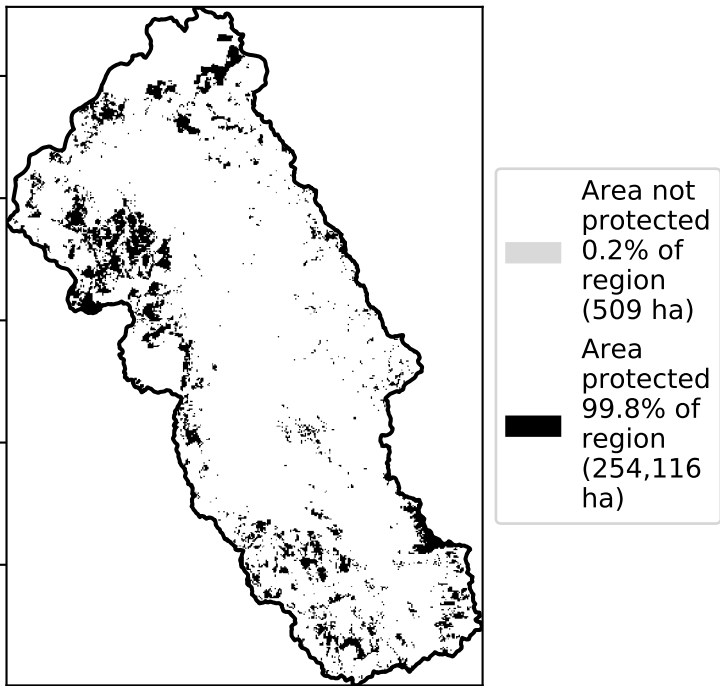 Area not
protected
0.2% of
region
(509 ha)
Area
protected
99.8% of
region
(254,116
ha)